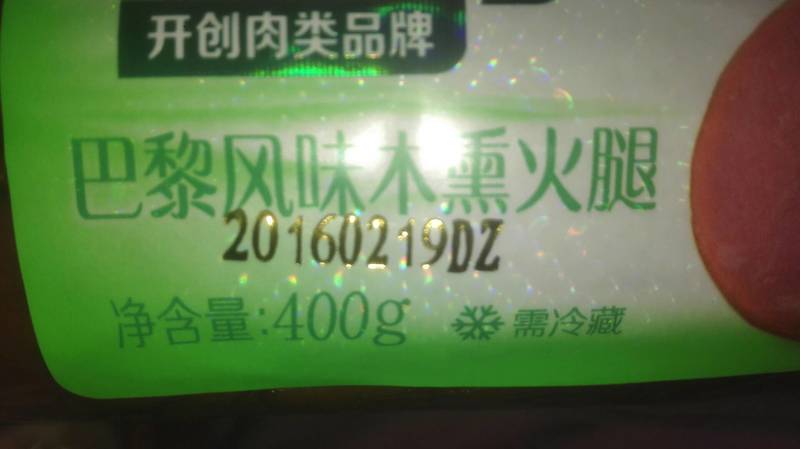 开创肉类品牌
巴黎风味木熏火腿
20160219DZ
净含量:400g
需冷藏